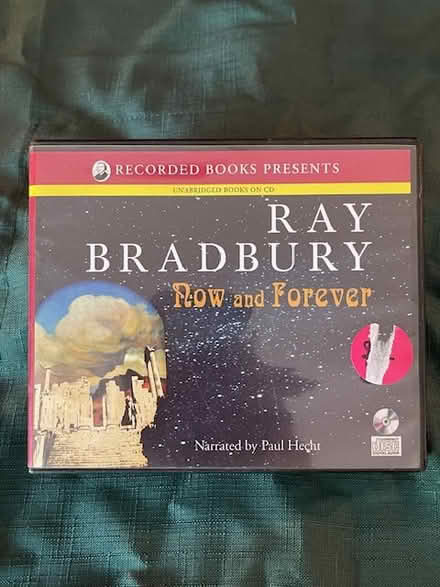 RECORDED BOOKS PRESENTS
UNABRIDGED BOOKS ON CD
RAY
BRADBURY
Now and Forever
Narrated by Paul Hecht